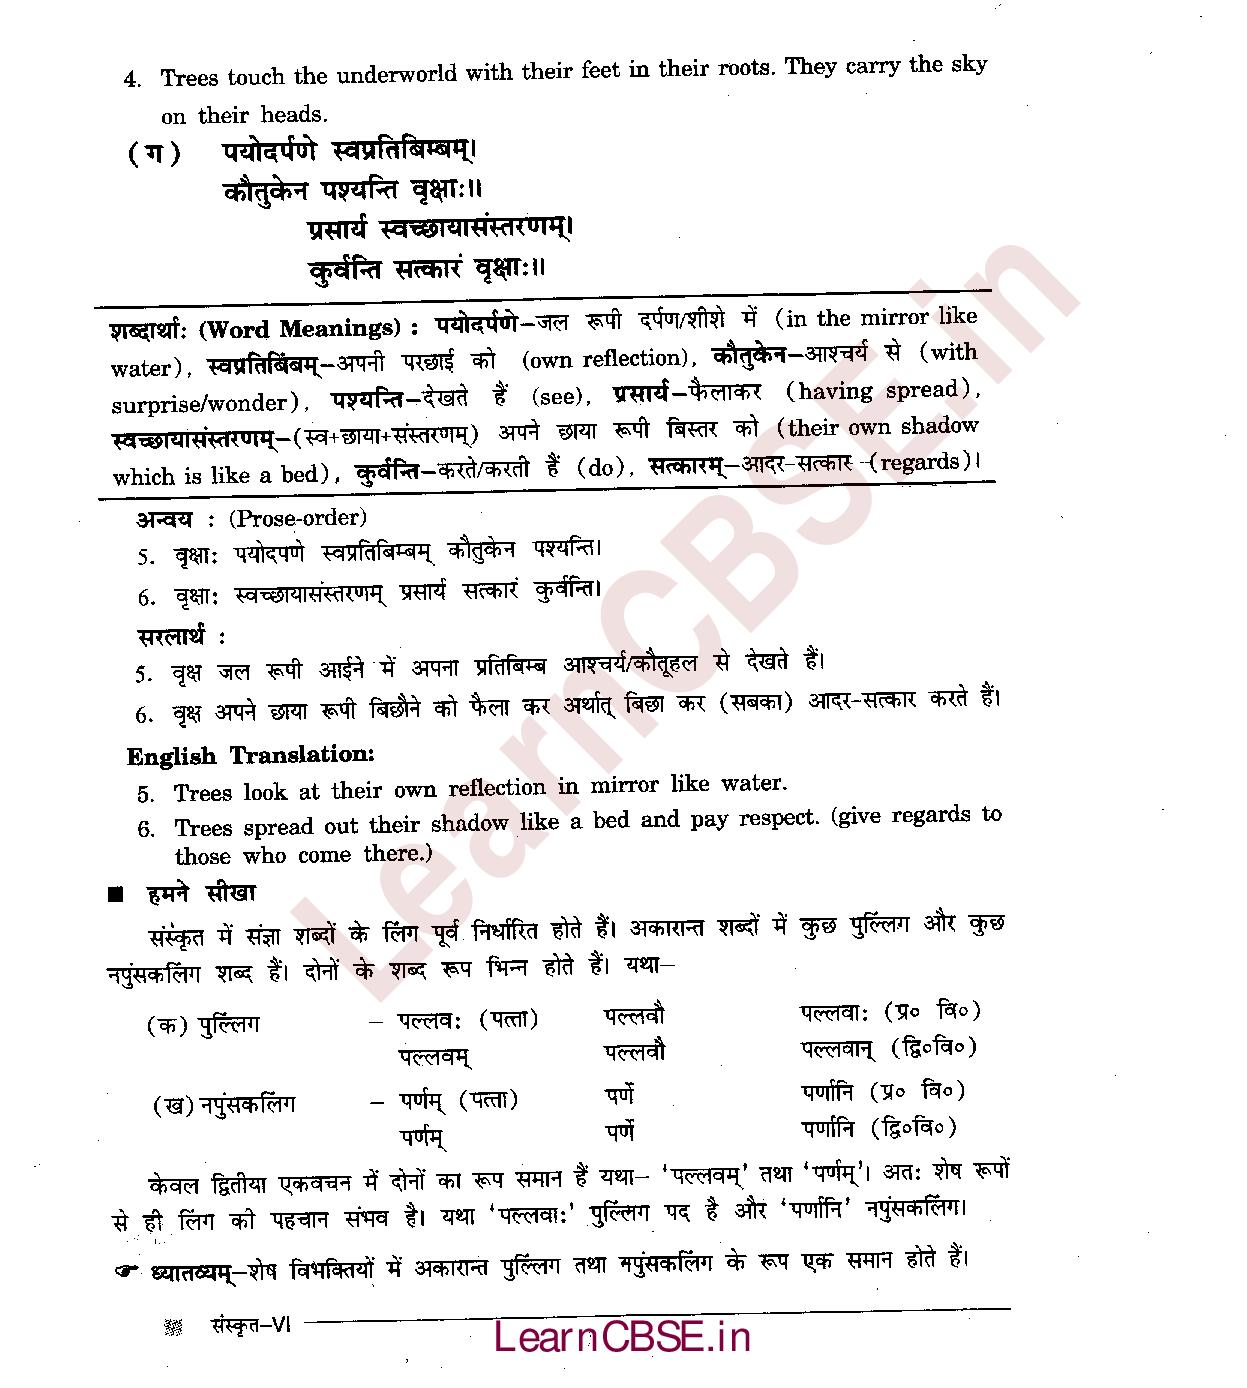 4. Trees touch the underworld with their feet in their roots. They carry the sky
on their heads.
(ग) पयोदर्पणे स्वप्रतिबिम्बम्।
कौतुकेन पश्यन्ति वृक्षाः॥
प्रसार्य स्वच्छायासंस्तरणम्।
कुर्वन्ति सत्कारं वृक्षाः॥
शब्दार्थाः (Word Meanings) : पयोदर्पणे–जल रूपी दर्पण/शीशे में (in the mirror like
water), स्वप्रतिबिंबम्–अपनी परछाई को (own reflection), कौतुकेन–आश्चर्य से (with
surprise/wonder), पश्यन्ति–देखते हैं (see), प्रसार्य–फैलाकर (having spread),
स्वच्छायासंस्तरणम्–(स्व+छाया+संस्तरणम्) अपने छाया रूपी बिस्तर को (their own shadow
which is like a bed), कुर्वन्ति–करते/करती हैं (do), सत्कारम्–आदर-सत्कार (regards)।
अन्वय : (Prose-order)
5. वृक्षाः पयोदपणे स्वप्रतिबिम्बम् कौतुकेन पश्यन्ति।
6. वृक्षाः स्वच्छायासंस्तरणम् प्रसार्य सत्कारं कुर्वन्ति।
सरलार्थ :
5. वृक्ष जल रूपी आईने में अपना प्रतिबिम्ब आश्चर्य/कौतूहल से देखते हैं।
6. वृक्ष अपने छाया रूपी बिछौने को फैला कर अर्थात् बिछा कर (सबका) आदर-सत्कार करते हैं।
English Translation:
5. Trees look at their own reflection in mirror like water.
6. Trees spread out their shadow like a bed and pay respect. (give regards to
those who come there.)
■ हमने सीखा
संस्कृत में संज्ञा शब्दों के लिंग पूर्व निर्धारित होते हैं। अकारान्त शब्दों में कुछ पुल्लिंग और कुछ
नपुंसकलिंग शब्द हैं। दोनों के शब्द रूप भिन्न होते हैं। यथा–
(क) पुल्लिंग – पल्लवः (पत्ता) पल्लवौ पल्लवाः (प्र० वि०)
पल्लवम् पल्लवौ पल्लवान् (द्वि०वि०)
(ख) नपुंसकलिंग – पर्णम् (पत्ता) पर्णे पर्णानि (प्र० वि०)
पर्णम् पर्णे पर्णानि (द्वि०वि०)
केवल द्वितीया एकवचन में दोनों का रूप समान हैं यथा– ‘पल्लवम्’ तथा ‘पर्णम्’। अतः शेष रूपों
से ही लिंग की पहचान संभव है। यथा ‘पल्लवाः’ पुल्लिंग पद है और ‘पर्णानि’ नपुंसकलिंग।
☞ ध्यातव्यम्–शेष विभक्तियों में अकारान्त पुल्लिंग तथा नपुंसकलिंग के रूप एक समान होते हैं।
संस्कृत–VI
LearnCBSE.in
LearnCBSE.in